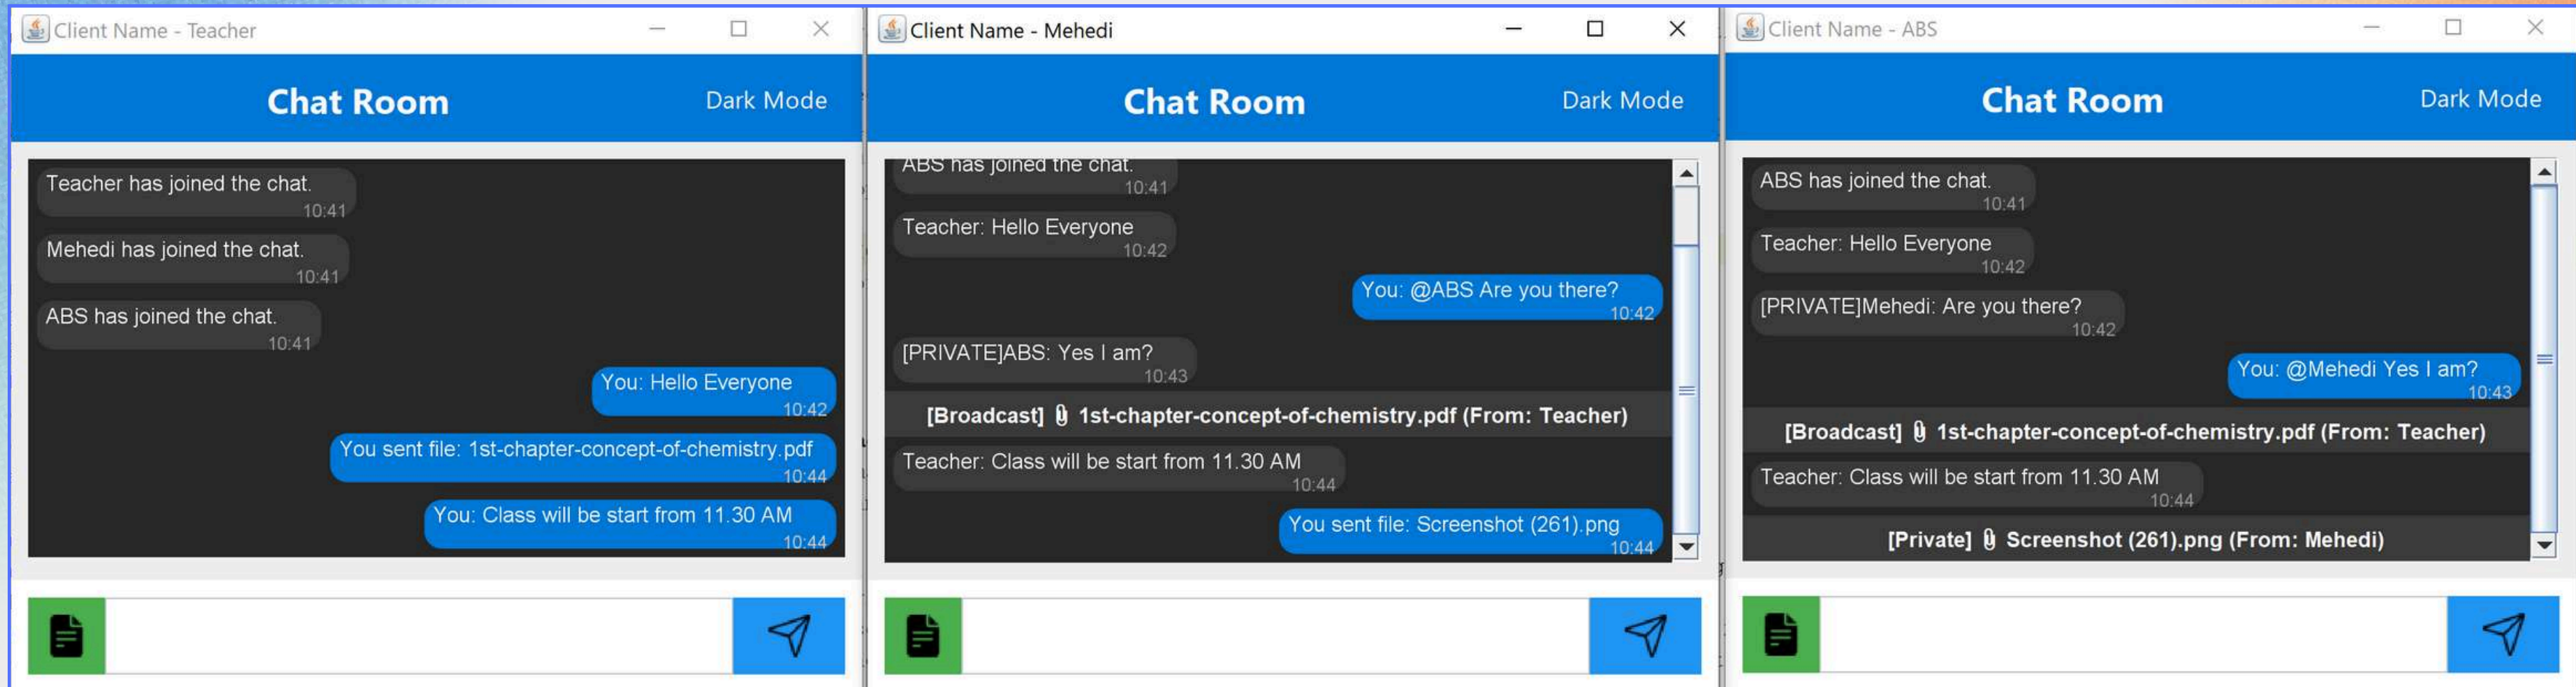 Client Name - Teacher
Chat Room
Dark Mode
Teacher has joined the chat.
10:41
Mehedi has joined the chat.
10:41
ABS has joined the chat.
10:41
You: Hello Everyone
10:42
You sent file: 1st-chapter-concept-of-chemistry.pdf
10:44
You: Class will be start from 11.30 AM
10:44
Client Name - Mehedi
Chat Room
Dark Mode
ABS has joined the chat.
10:41
Teacher: Hello Everyone
10:42
You: @ABS Are you there?
10:42
[PRIVATE]ABS: Yes I am?
10:43
[Broadcast] 1st-chapter-concept-of-chemistry.pdf (From: Teacher)
Teacher: Class will be start from 11.30 AM
10:44
You sent file: Screenshot (261).png
10:44
Client Name - ABS
Chat Room
Dark Mode
ABS has joined the chat.
10:41
Teacher: Hello Everyone
10:42
[PRIVATE]Mehedi: Are you there?
10:42
You: @Mehedi Yes I am?
10:43
[Broadcast] 1st-chapter-concept-of-chemistry.pdf (From: Teacher)
Teacher: Class will be start from 11.30 AM
10:44
[Private] Screenshot (261).png (From: Mehedi)